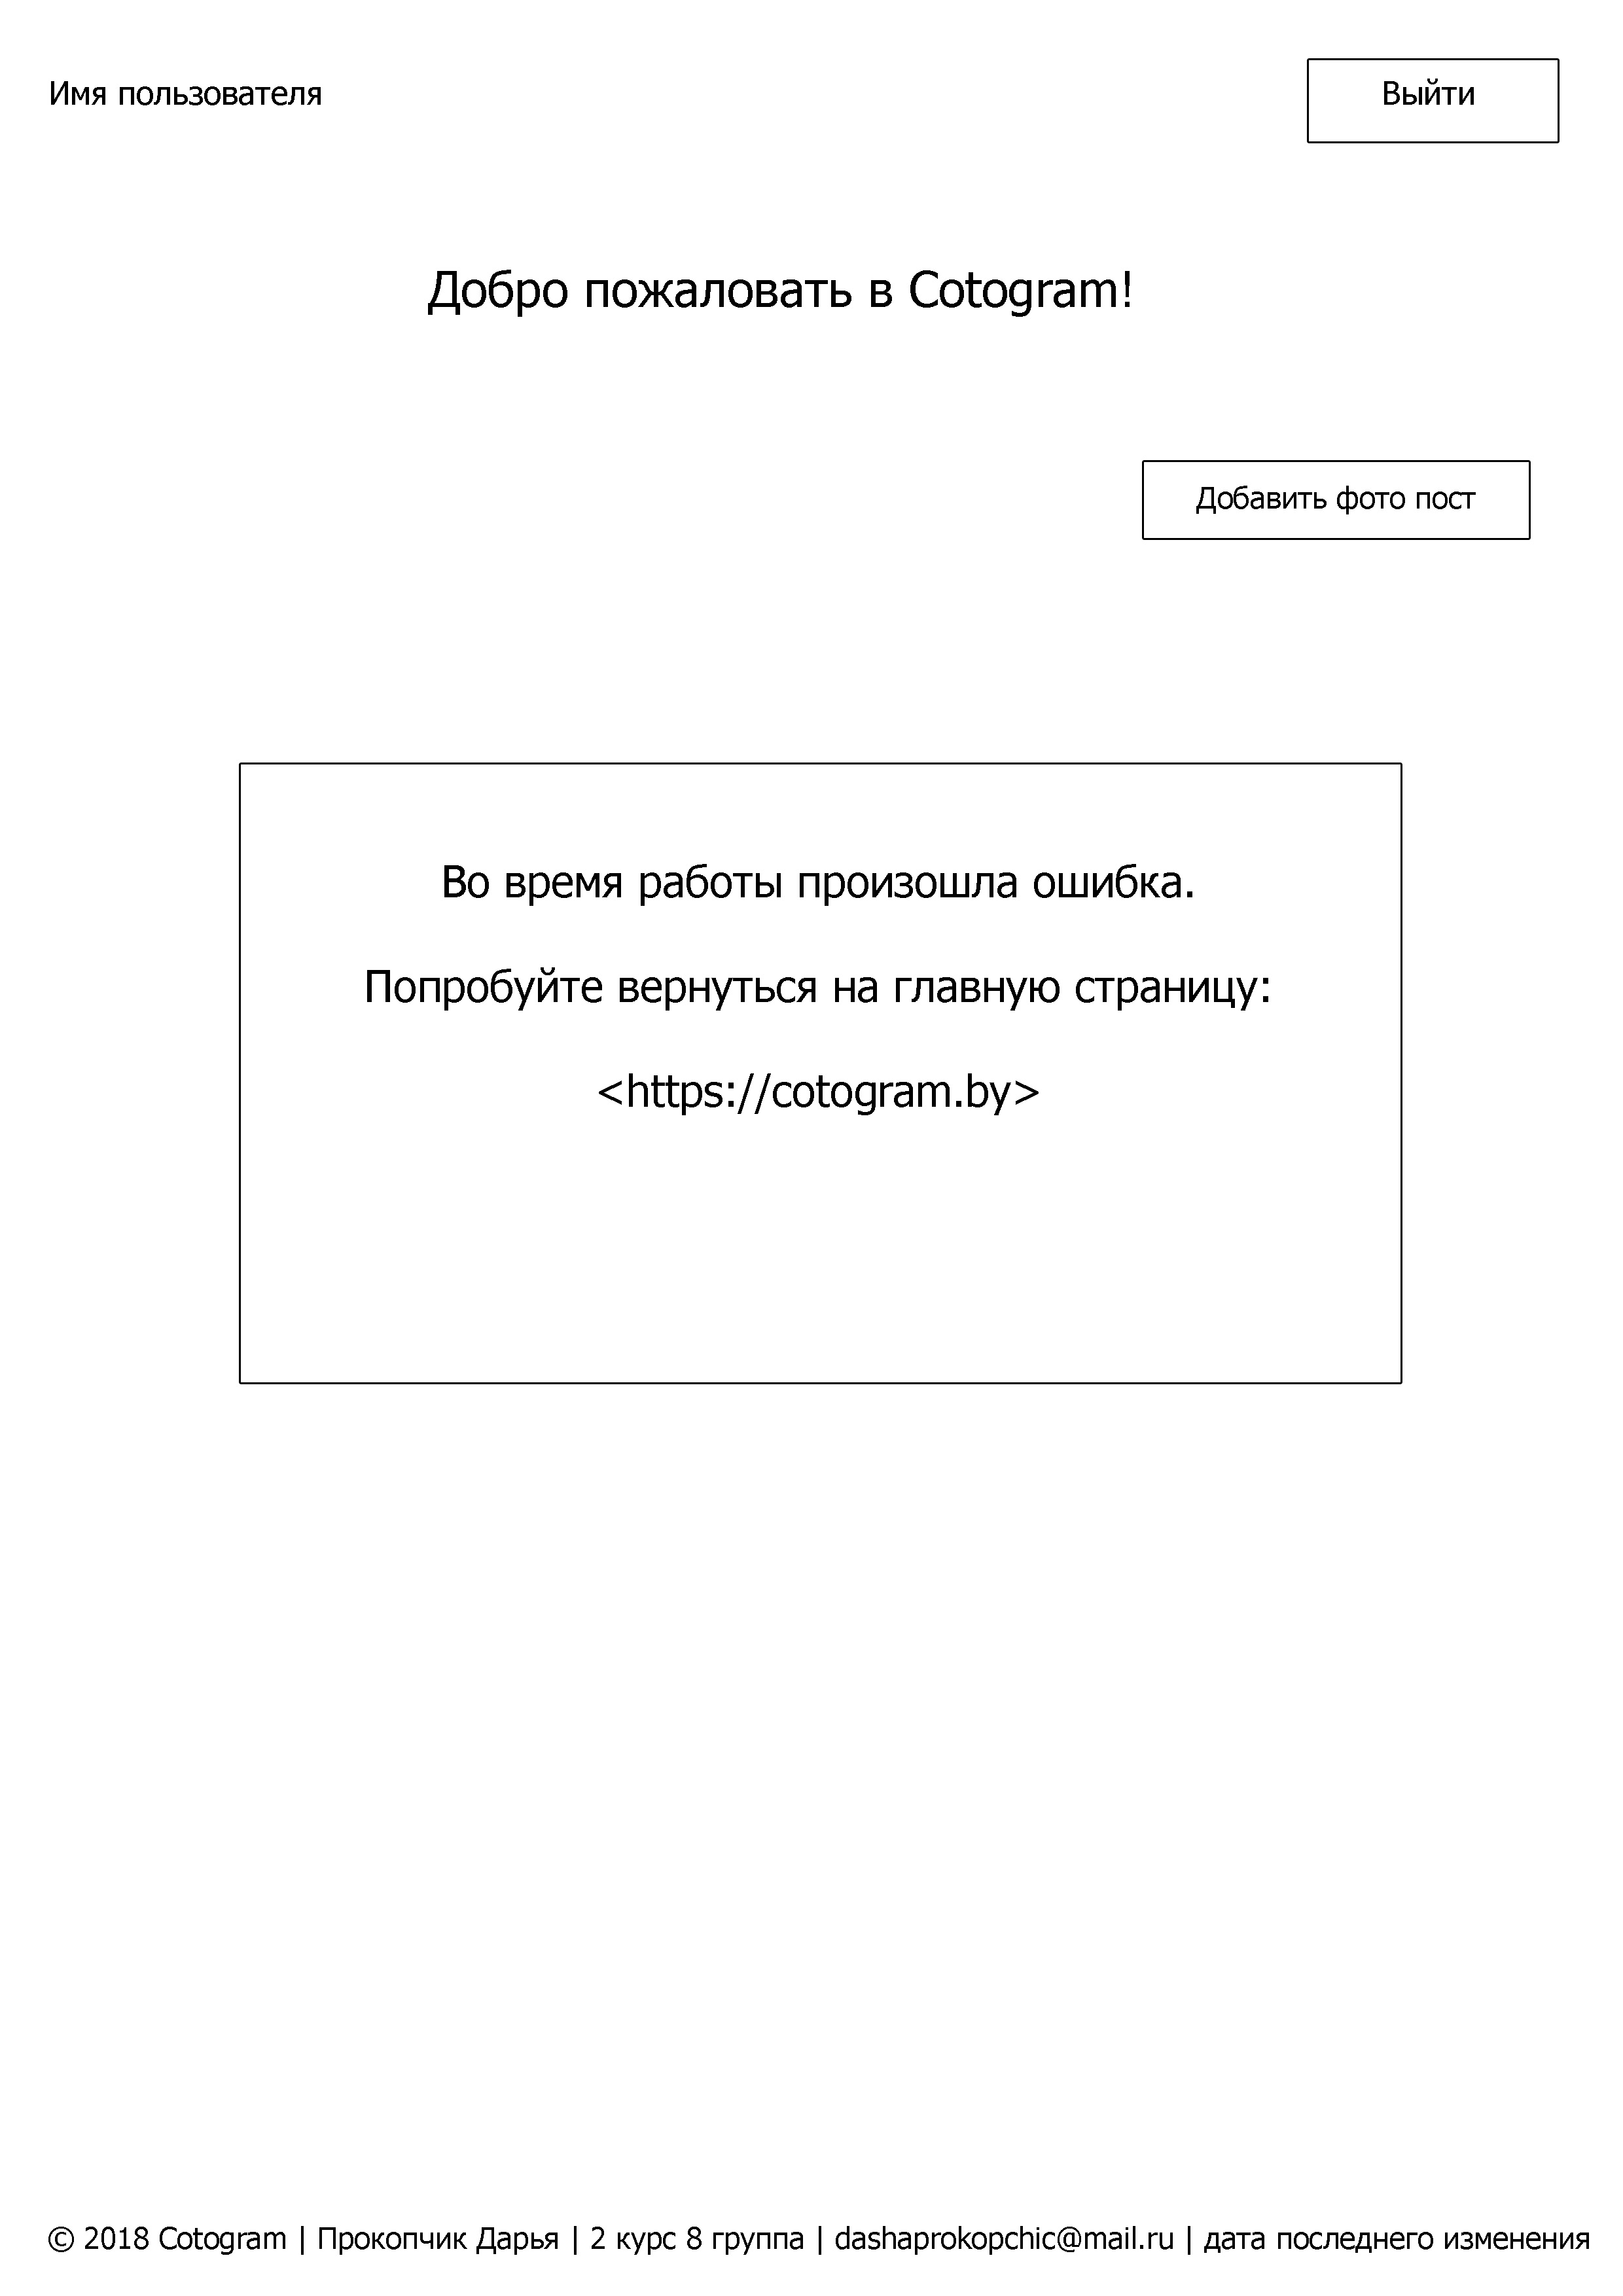 Имя пользователя
Выйти
Добро пожаловать в Cotogram!
Добавить фото пост
Во время работы произошла ошибка.
Попробуйте вернуться на главную страницу:
<https://cotogram.by>
© 2018 Cotogram | Прокопчик Дарья | 2 курс 8 группа | dashaprokopchic@mail.ru | дата последнего изменения